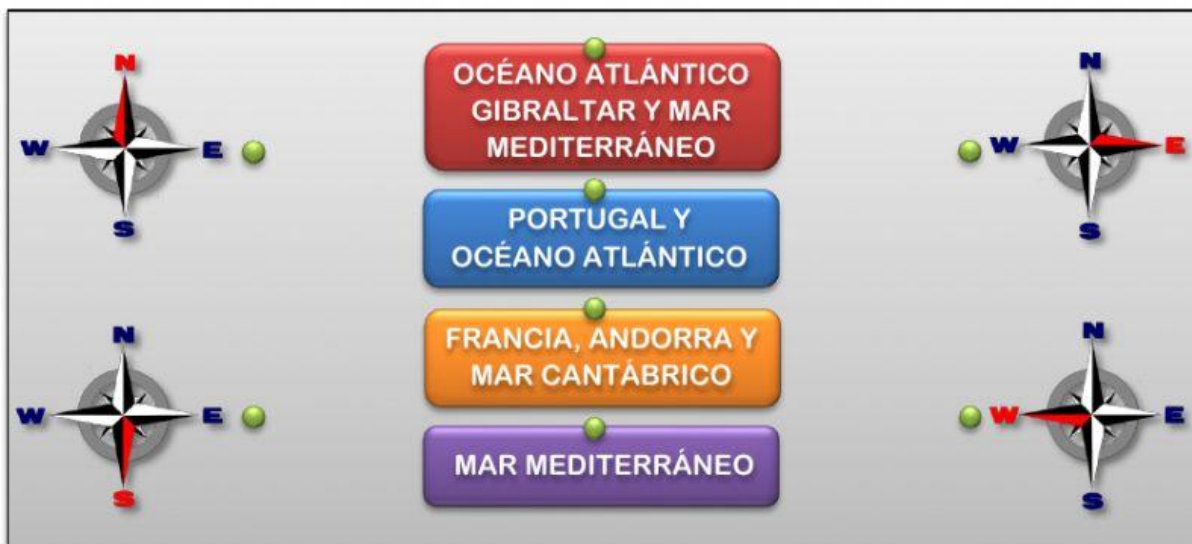 N
W E
S
OCÉANO ATLÁNTICO
GIBRALTAR Y MAR
MEDITERRÁNEO
N
W E
S
PORTUGAL Y
OCÉANO ATLÁNTICO
FRANCIA, ANDORRA Y
MAR CANTÁBRICO
N
W E
S
MAR MEDITERRÁNEO
N
W E
S